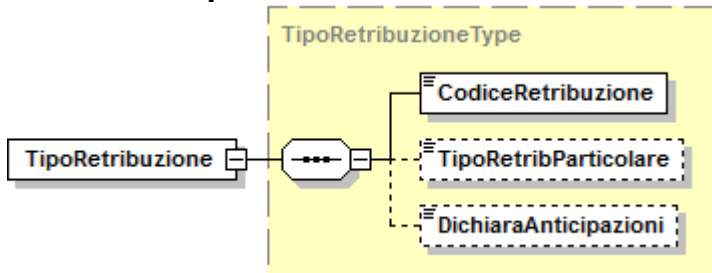 TipoRetribuzioneType
CodiceRetribuzione
TipoRetribuzione
TipoRetribParticolare
DichiaraAnticipazioni